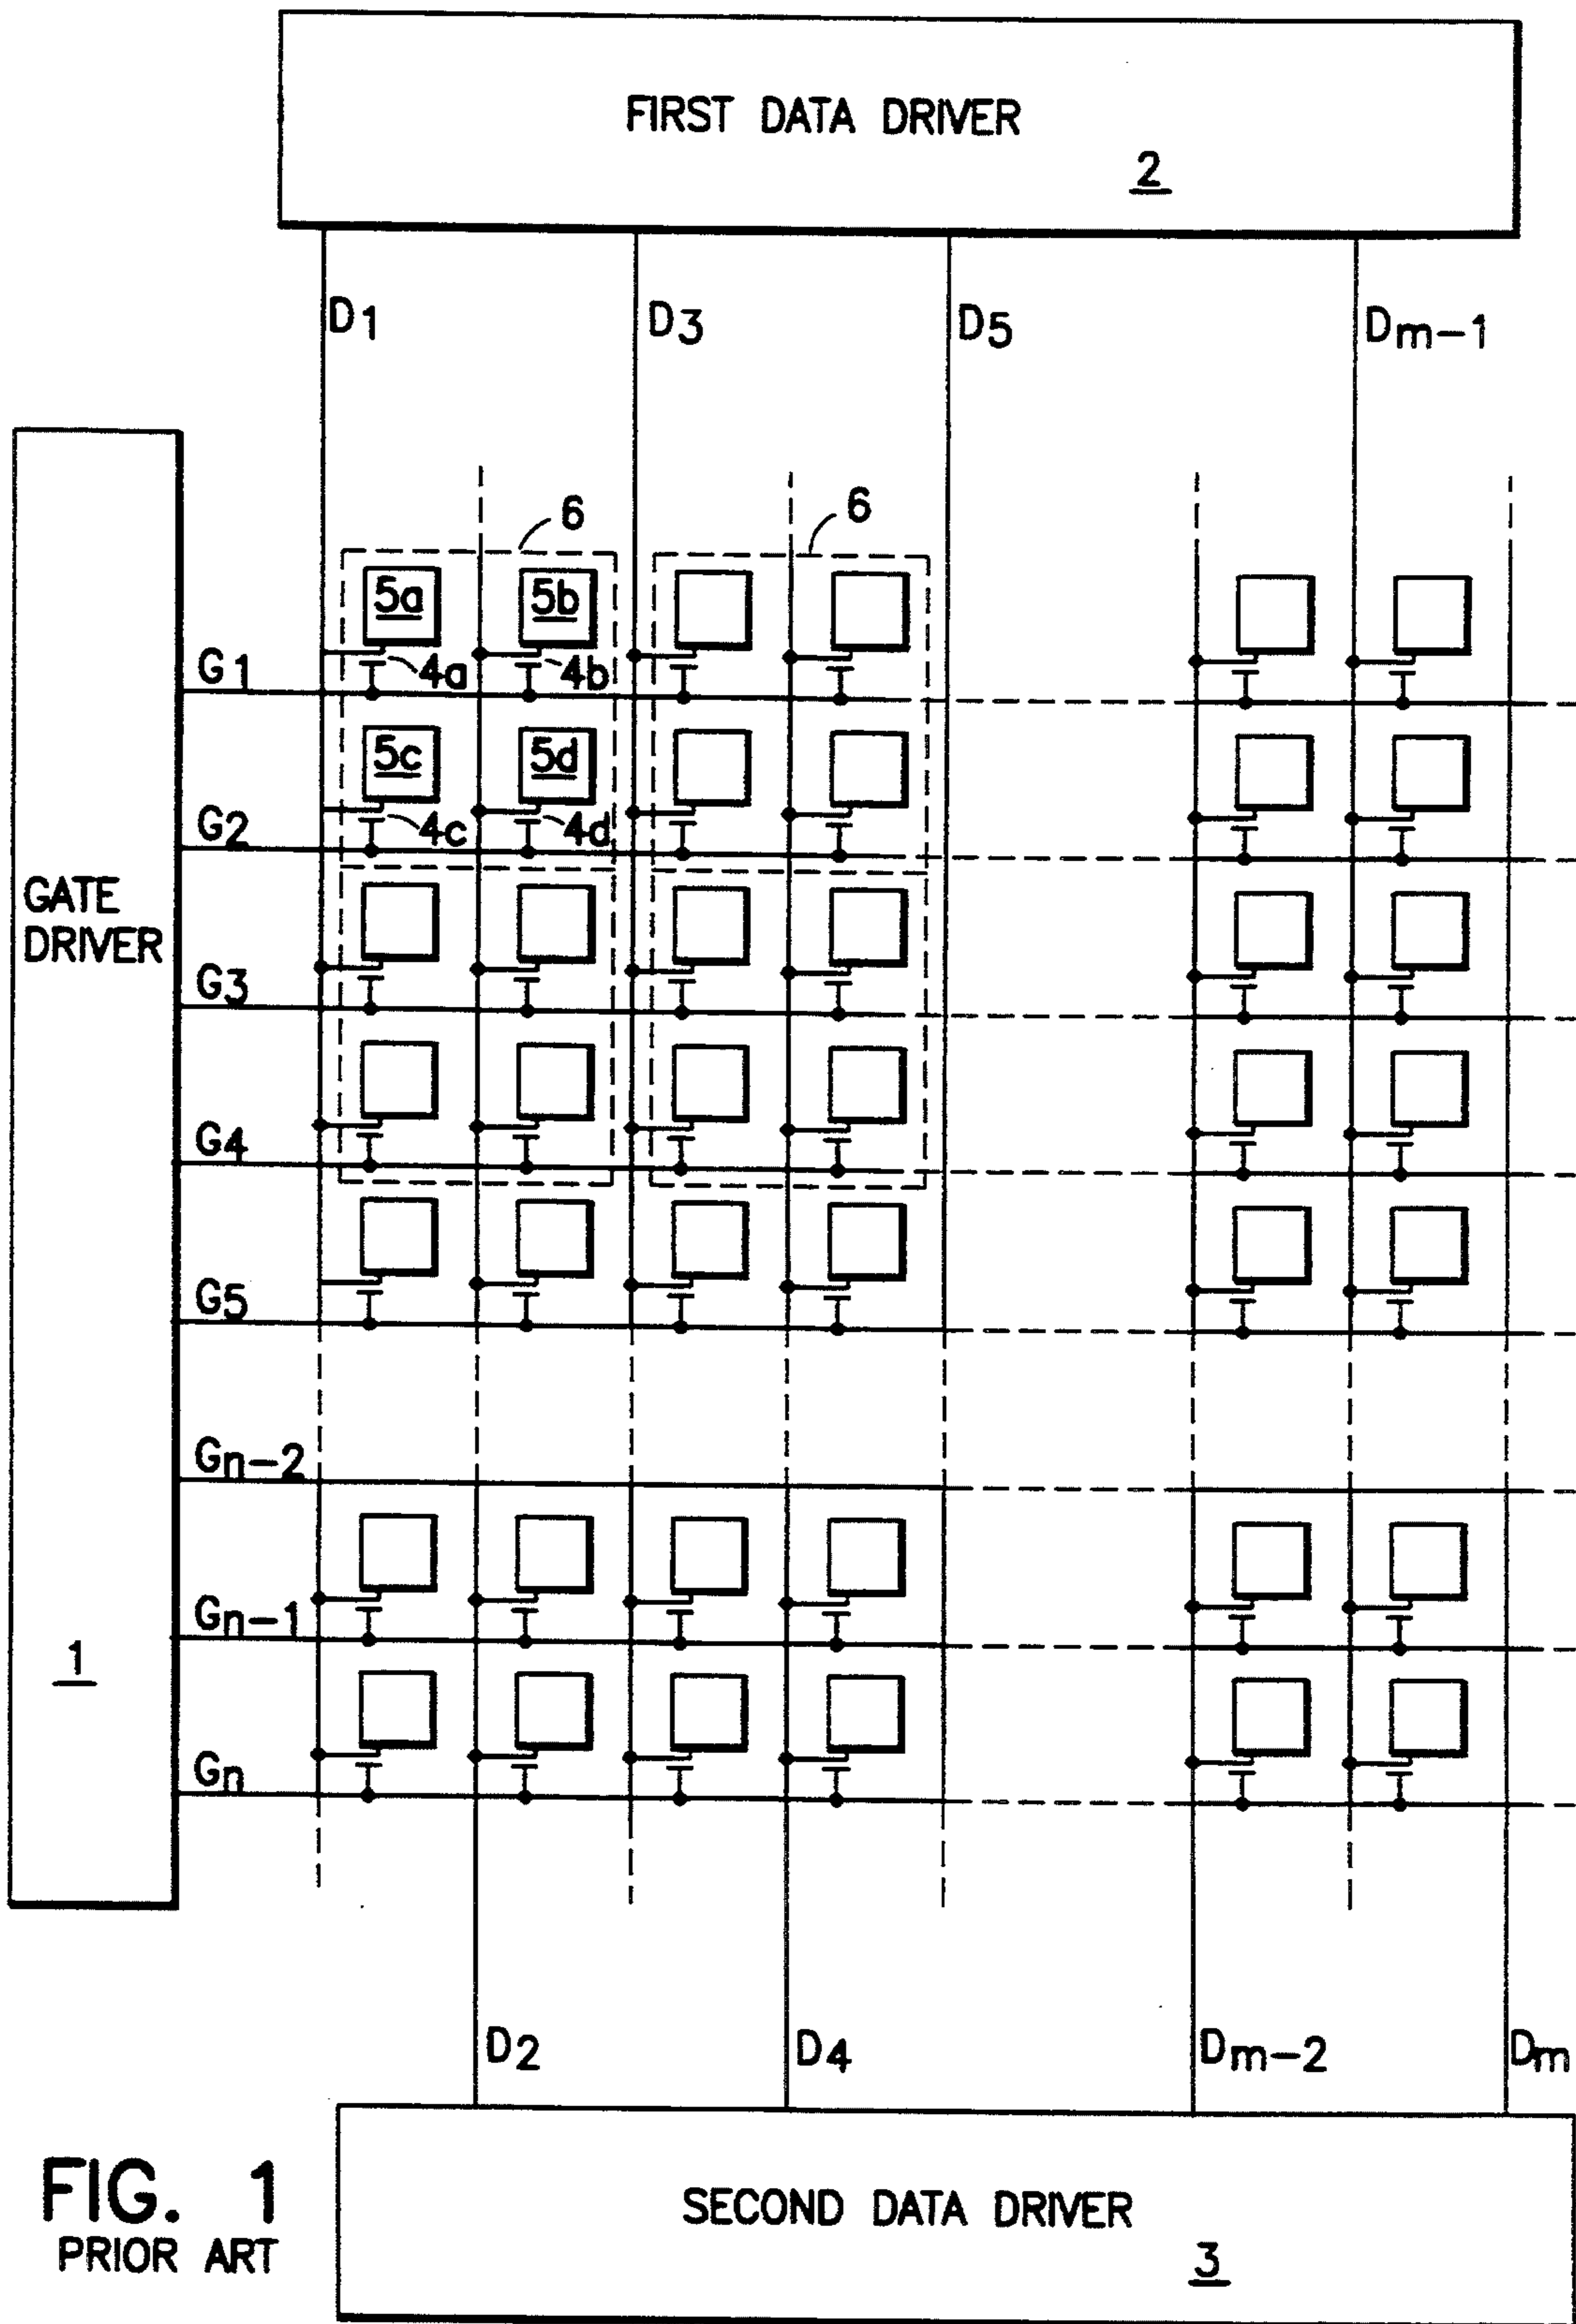 FIRST DATA DRIVER
2
D1 D3 D5 Dm-1
6 6
5a 5b
G1 4a 4b
5c 5d
G2 4c 4d
GATE
DRIVER
G3
G4
G5
Gn-2
Gn-1
1
Gn
D2 D4 Dm-2 Dm
FIG. 1
PRIOR ART
SECOND DATA DRIVER
3